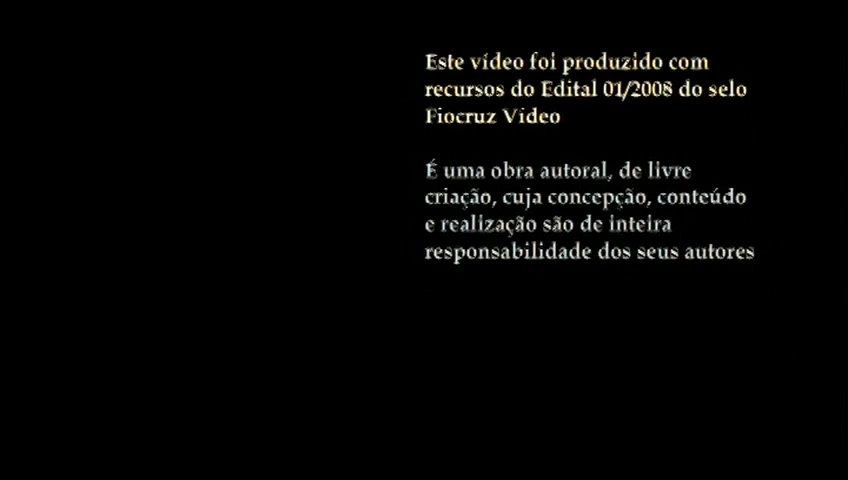 Este vídeo foi produzido com
recursos do Edital 01/2008 do selo
Fiocruz Vídeo
É uma obra autoral, de livre
criação, cuja concepção, conteúdo
e realização são de inteira
responsabilidade dos seus autores